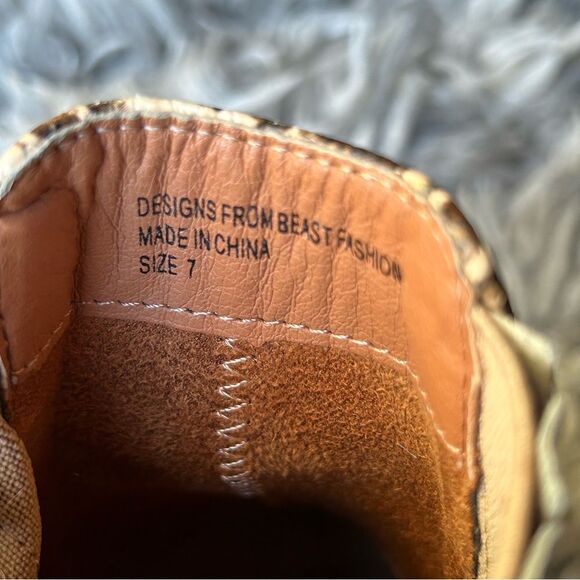 DESIGNS FROM BEAST FASHION
MADE IN CHINA
SIZE 7